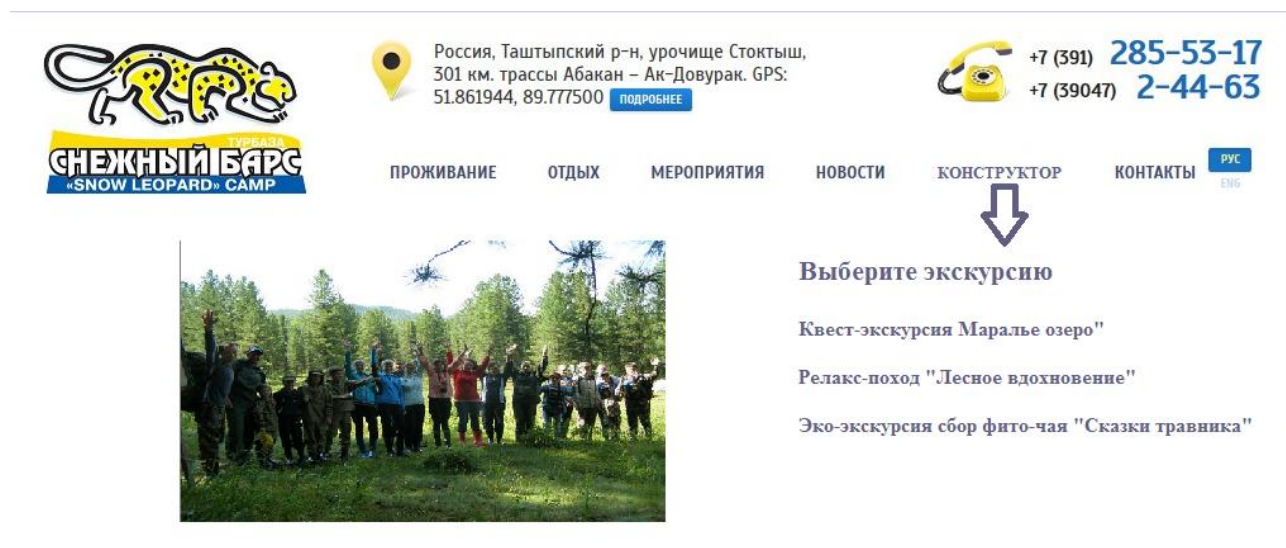 ТУРБАЗА
СНЕЖНЫЙ БАРС
«SNOW LEOPARD» CAMP
Россия, Таштыпский р-н, урочище Стоктыш,
301 км. трассы Абакан – Ак-Довурак. GPS:
51.861944, 89.777500 ПОДРОБНЕЕ
+7 (391) 285-53-17
+7 (39047) 2-44-63
ПРОЖИВАНИЕ ОТДЫХ МЕРОПРИЯТИЯ НОВОСТИ КОНСТРУКТОР КОНТАКТЫ РУС
ENG
Выберите экскурсию
Квест-экскурсия Маралье озеро"
Релакс-поход "Лесное вдохновение"
Эко-экскурсия сбор фито-чая "Сказки травника"